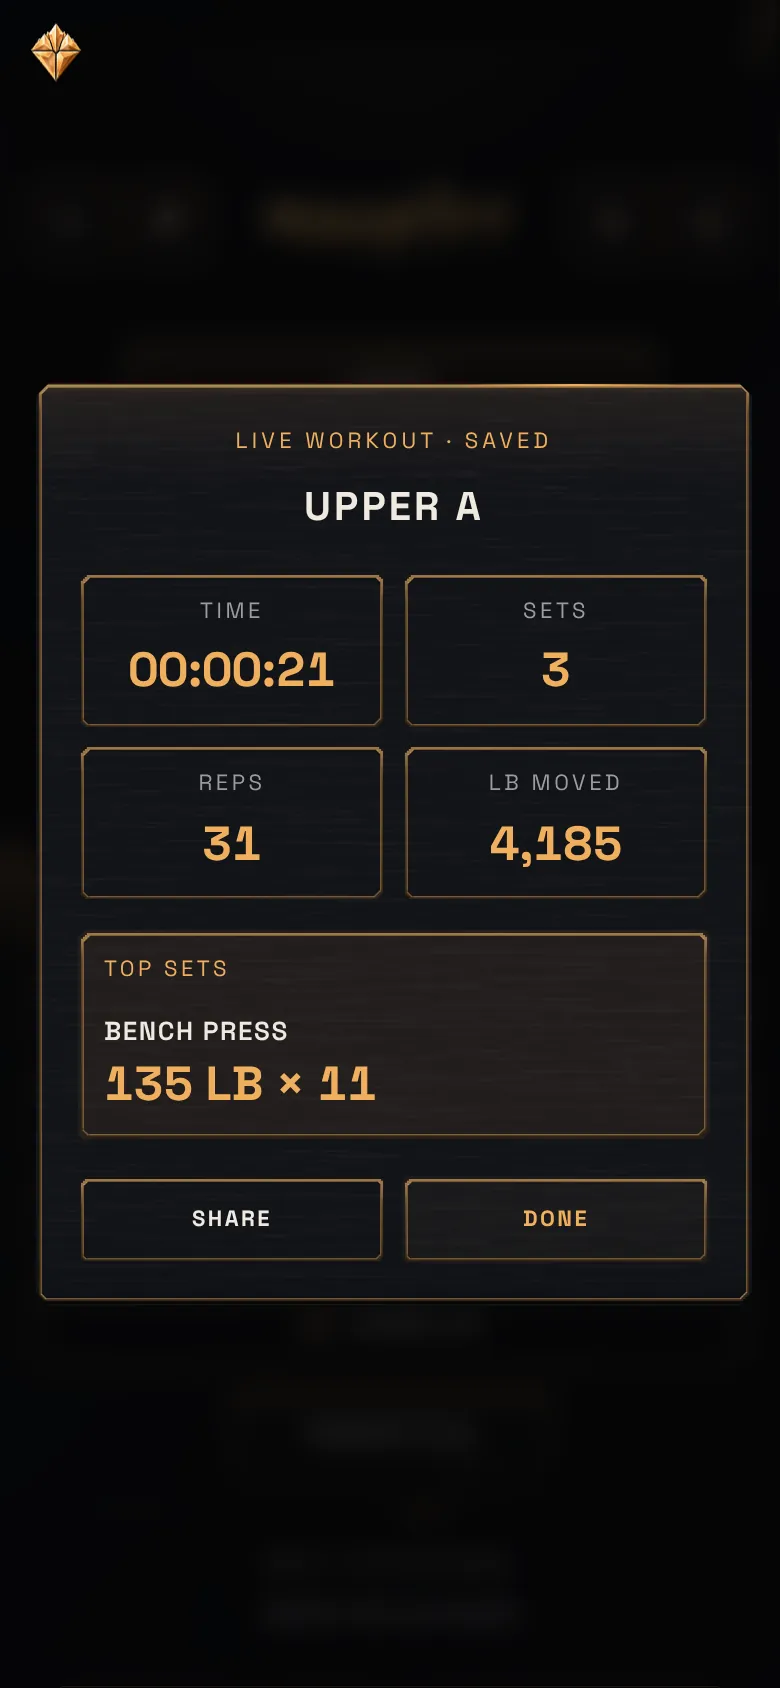 LIVE WORKOUT · SAVED
UPPER A
TIME
00:00:21
SETS
3
REPS
31
LB MOVED
4,185
TOP SETS
BENCH PRESS
135 LB × 11
SHARE
DONE